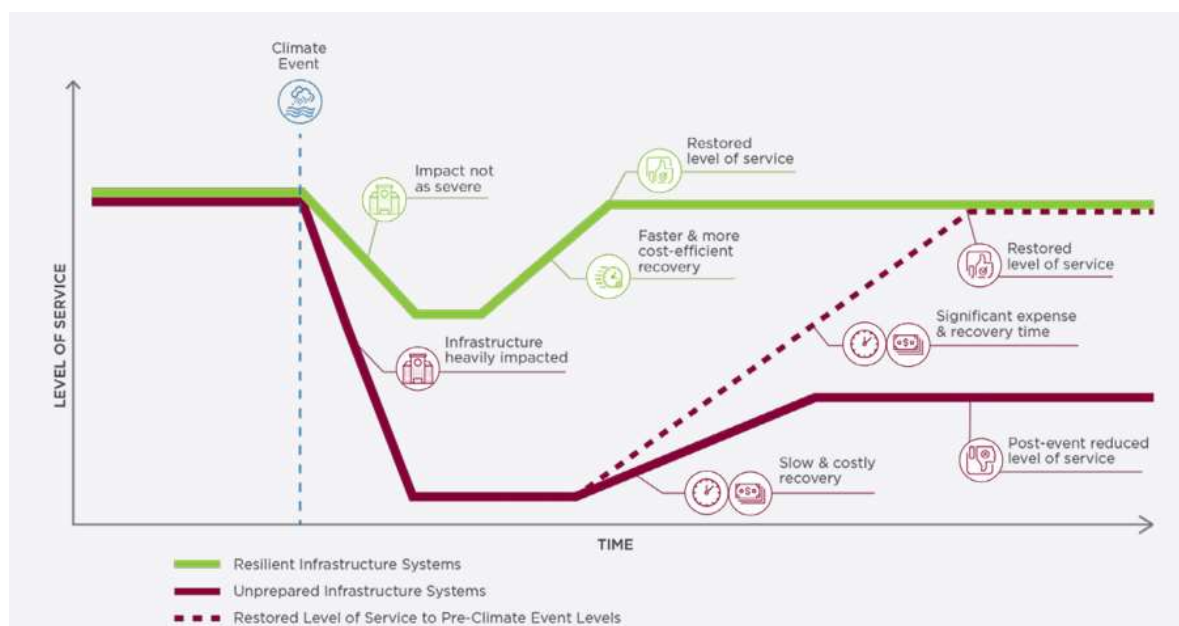 Climate
Event
Impact not
as severe
Restored
level of service
Faster & more
cost-efficient
recovery
Restored
level of service
Infrastructure
heavily impacted
Significant expense
& recovery time
Slow & costly
recovery
Post-event reduced
level of service
LEVEL OF SERVICE
TIME
Resilient Infrastructure Systems
Unprepared Infrastructure Systems
Restored Level of Service to Pre-Climate Event Levels